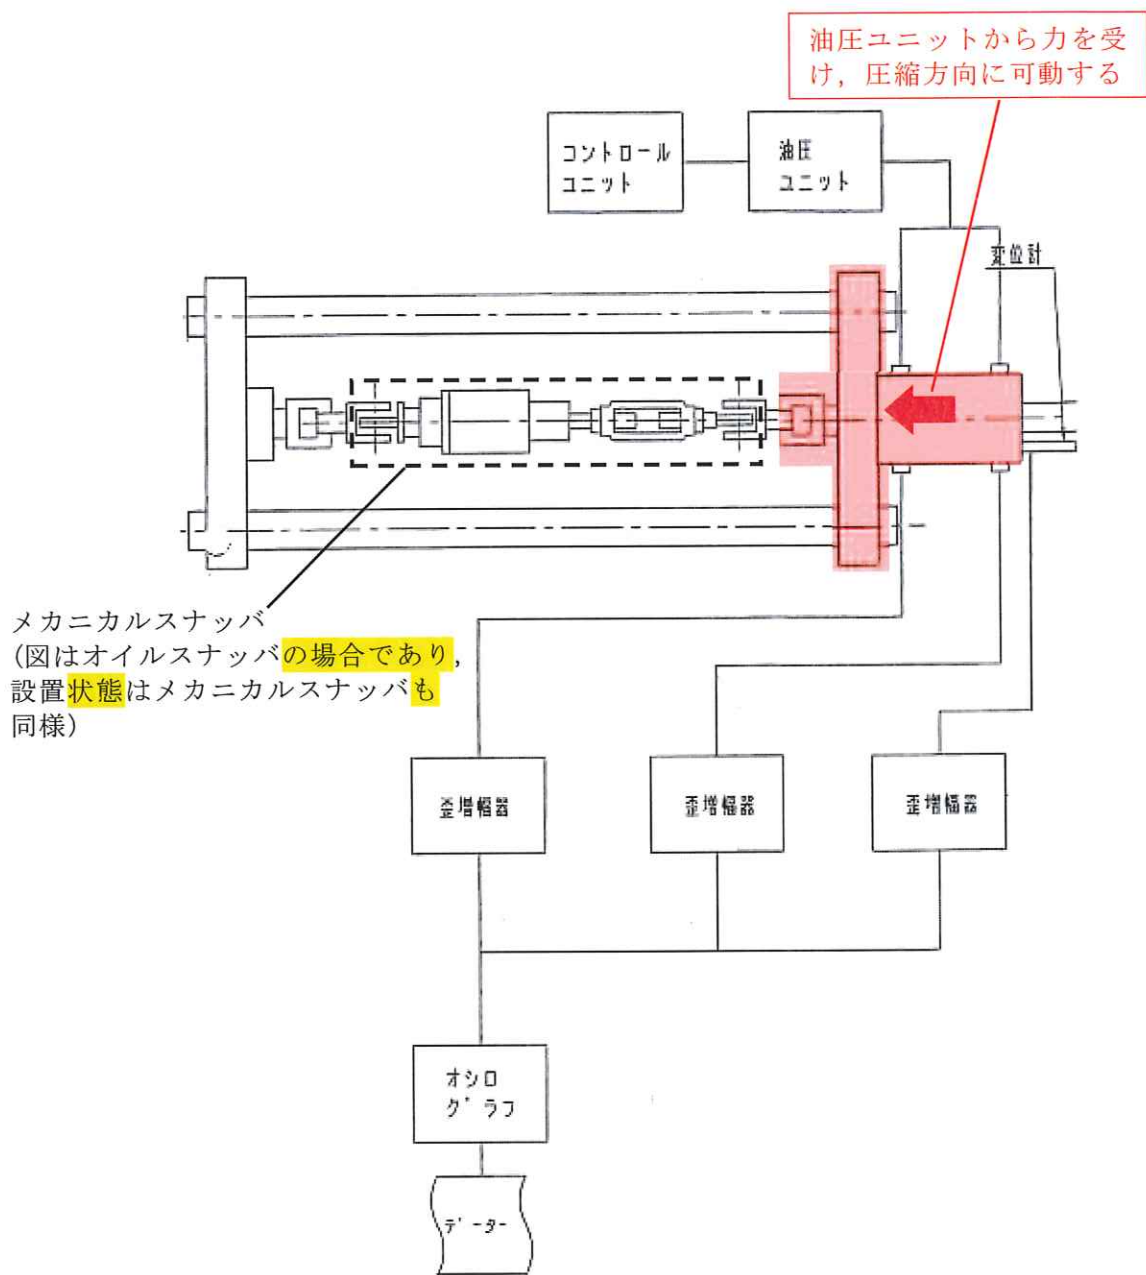 油圧ユニットから力を受
け，圧縮方向に可動する
コントロール
ユニット
油圧
ユニット
変位計
メカニカルスナッバ
(図はオイルスナッバの場合であり，
設置状態はメカニカルスナッバも
同様）
歪増幅器
歪増幅器
歪増幅器
オシロ
グラフ
データー